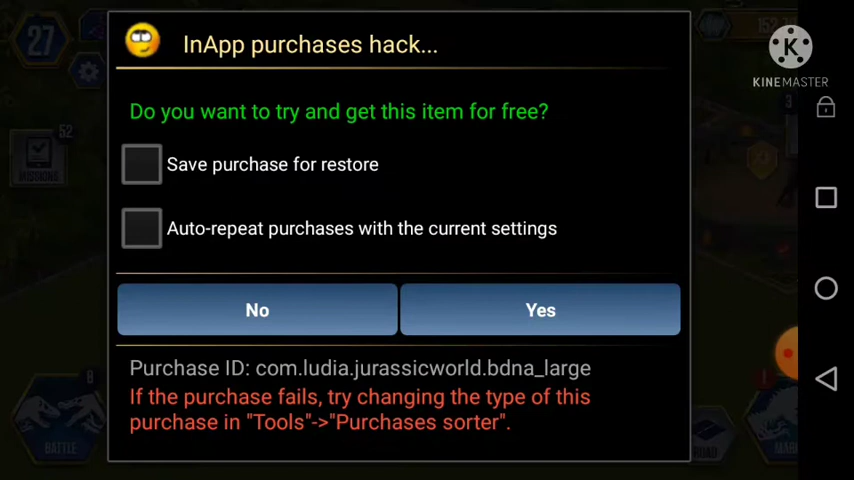 InApp purchases hack...
27
KINEMASTER
Do you want to try and get this item for free?
52
Save purchase for restore
Auto-repeat purchases with the current settings
No
Yes
Purchase ID: com.ludia.jurassicworld.bdna_large
If the purchase fails, try changing the type of this
purchase in "Tools"->"Purchases sorter".
BATTLE